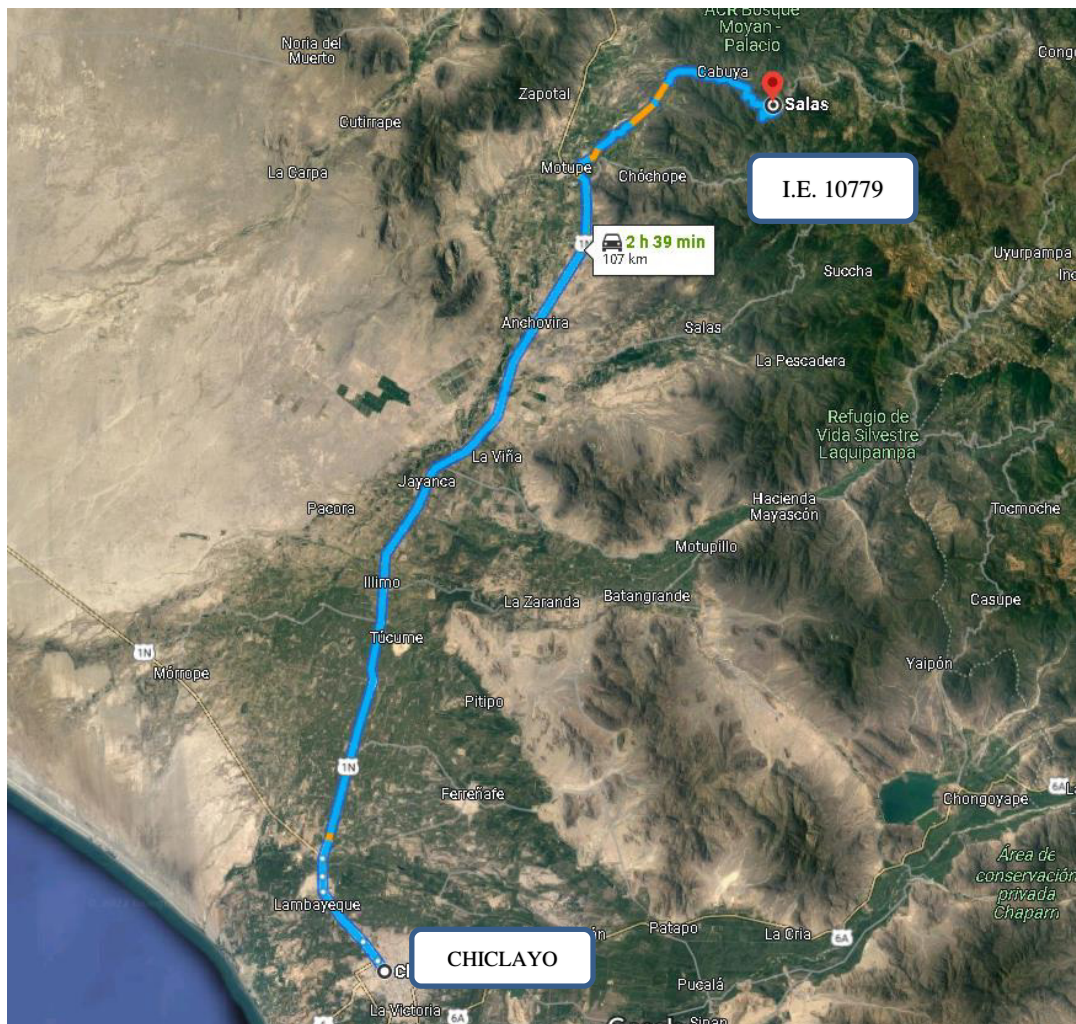 ACR Bosque
Moyan -
Palacio
Noria del
Muerto
Cabuya
Zapotal
Salas
Cutirrape
Motupe
La Carpa
Chóchope
I.E. 10779
2 h 39 min
107 km
1N
Uyurpampa
Succha
Anchovira
Salas
La Pescadera
Refugio de
Vida Silvestre
Laquipampa
La Viña
Jayanca
Pacora
Hacienda
Mayascón
Tocmoche
Motupillo
Illimo
La Zaranda
Batangrande
Casupe
Túcume
1N
Mórrope
Yaipón
Pitipo
1N
Ferreñafe
Chongoyape
6A
Área de
conservación
privada
Chaparri
Lambayeque
Patapo
La Cria
6A
CHICLAYO
Pucalá
La Victoria
6A
Sipan